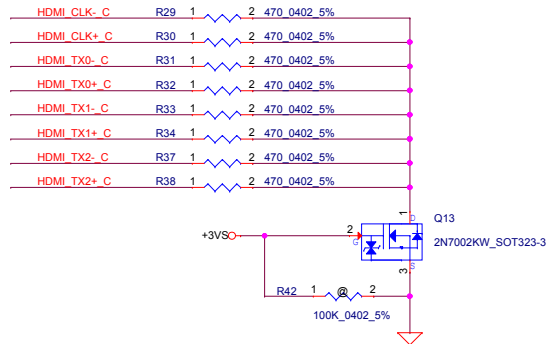 HDMI_CLK-_C R29 1 2 470_0402_5%
HDMI_CLK+_C R30 1 2 470_0402_5%
HDMI_TX0-_C R31 1 2 470_0402_5%
HDMI_TX0+_C R32 1 2 470_0402_5%
HDMI_TX1-_C R33 1 2 470_0402_5%
HDMI_TX1+_C R34 1 2 470_0402_5%
HDMI_TX2-_C R37 1 2 470_0402_5%
HDMI_TX2+_C R38 1 2 470_0402_5%
1 D Q13
+3VS 2 G 2N7002KW_SOT323-3
3 S
R42 1 @ 2
100K_0402_5%